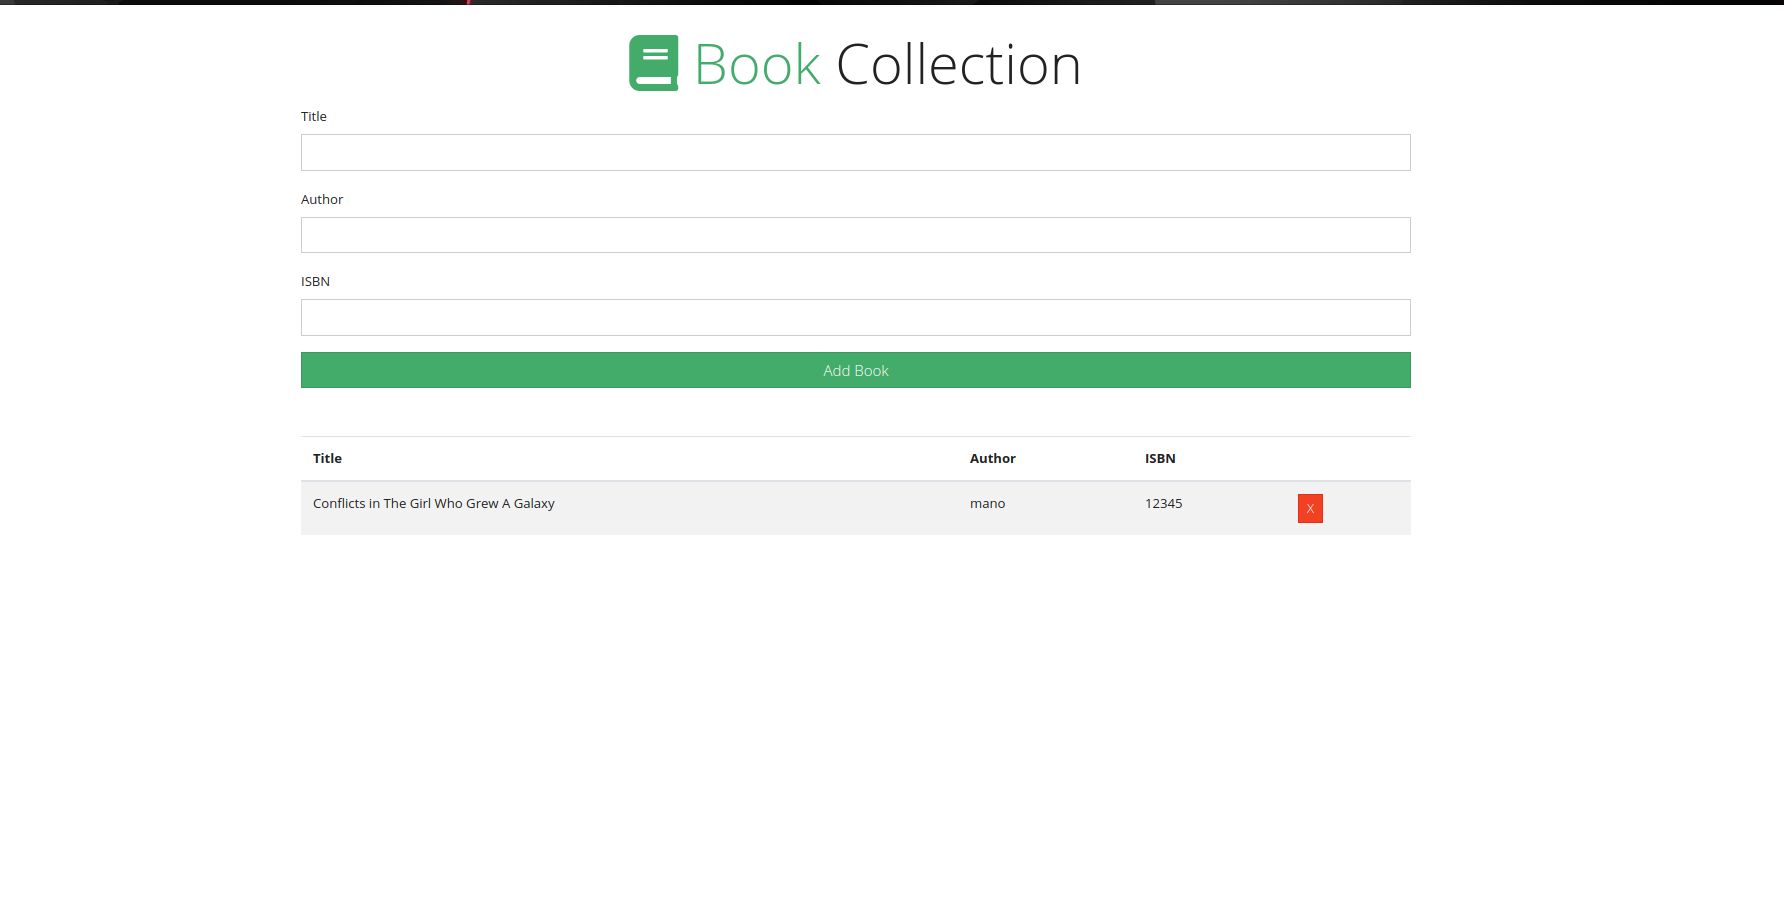 Book Collection
Title
Author
ISBN
Add Book
Title Author ISBN
Conflicts in The Girl Who Grew A Galaxy mano 12345 X